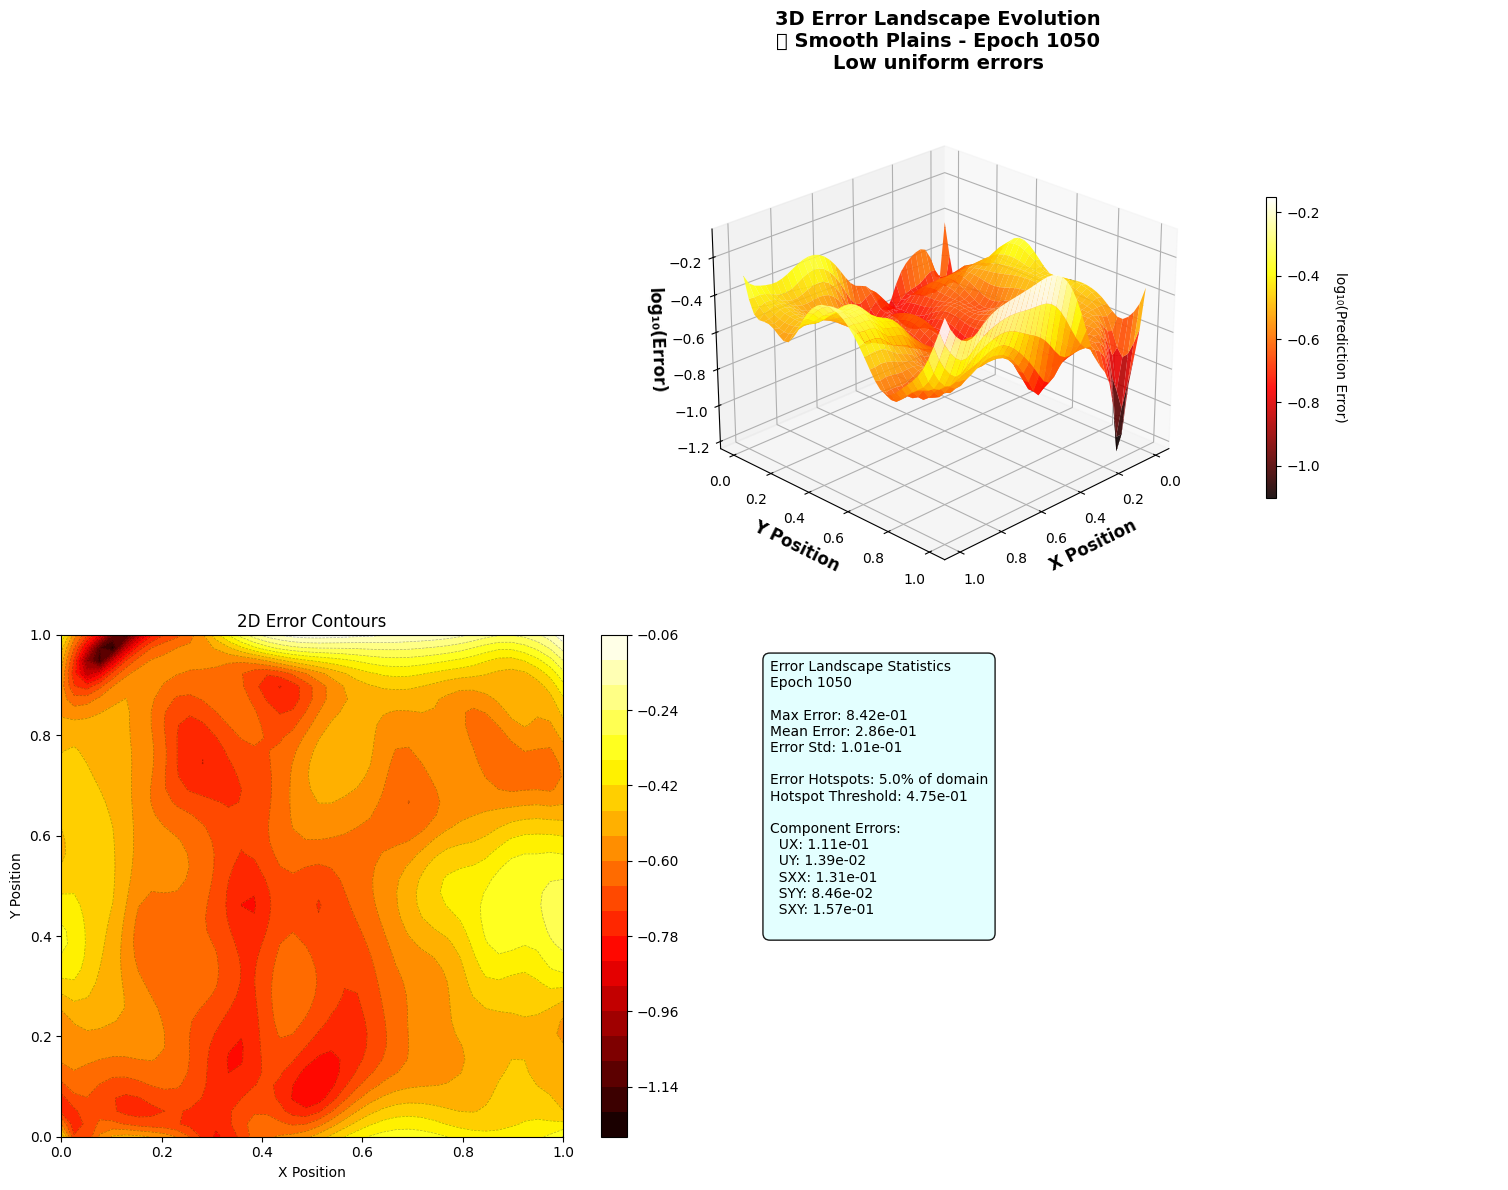 3D Error Landscape Evolution
▯ Smooth Plains - Epoch 1050
Low uniform errors
log₁₀(Error)
−0.2
−0.4
−0.6
−0.8
−1.0
−1.2
0.0
0.2
0.4
0.6
0.8
1.0
Y Position
0.0
0.2
0.4
0.6
0.8
1.0
X Position
−0.2
−0.4
−0.6
−0.8
−1.0
log₁₀(Prediction Error)
2D Error Contours
1.0
0.8
0.6
0.4
0.2
0.0
Y Position
0.0
0.2
0.4
0.6
0.8
1.0
X Position
−0.06
−0.24
−0.42
−0.60
−0.78
−0.96
−1.14
Error Landscape Statistics
Epoch 1050
Max Error: 8.42e-01
Mean Error: 2.86e-01
Error Std: 1.01e-01
Error Hotspots: 5.0% of domain
Hotspot Threshold: 4.75e-01
Component Errors:
UX: 1.11e-01
UY: 1.39e-02
SXX: 1.31e-01
SYY: 8.46e-02
SXY: 1.57e-01